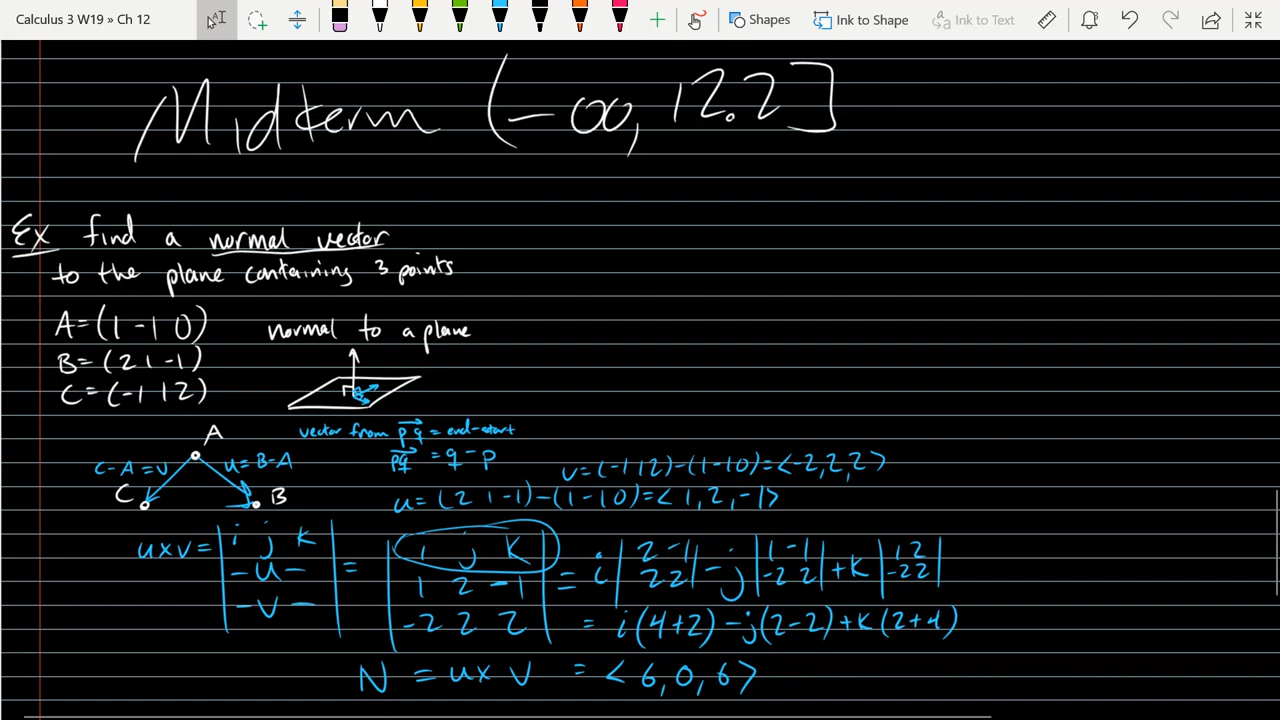 Calculus 3 W19 » Ch 12
Shapes
Ink to Shape
Ink to Text
Midterm (-∞, 12.2]
Ex find a normal vector
to the plane containing 3 points
A=(1 -1 0)
normal to a plane
B=(2 1 -1)
C=(-1 1 2)
A
vector from pq = end-start
C-A=v
u=B-A
pq = q-p
v=(-1 1 2)-(1 -1 0)=<-2,2,2>
C
B
u=(2 1 -1)-(1 -1 0)=<1,2,-1>
uxv= | i j k | = | i j k | = i | 2 -1 | - j | 1 -1 | + k | 1 2 |
| -u- | | 1 2 -1 | | 2 2 | | -2 2 | | -2 2 |
| -v- | | -2 2 2 | = i(4+2) -j(2-2)+k(2+4)
N = u x v = <6,0,6>